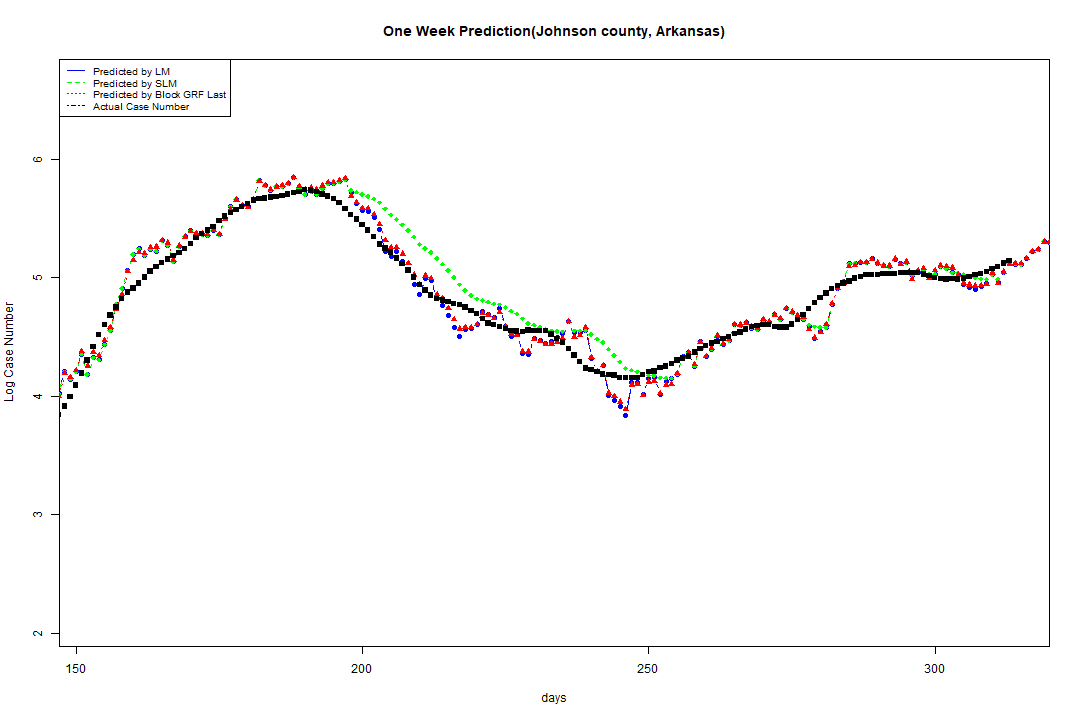 One Week Prediction(Johnson county, Arkansas)
Predicted by LM
Predicted by SLM
Predicted by Block GRF Last
Actual Case Number
6
5
4
3
2
Log Case Number
150 200 250 300
days